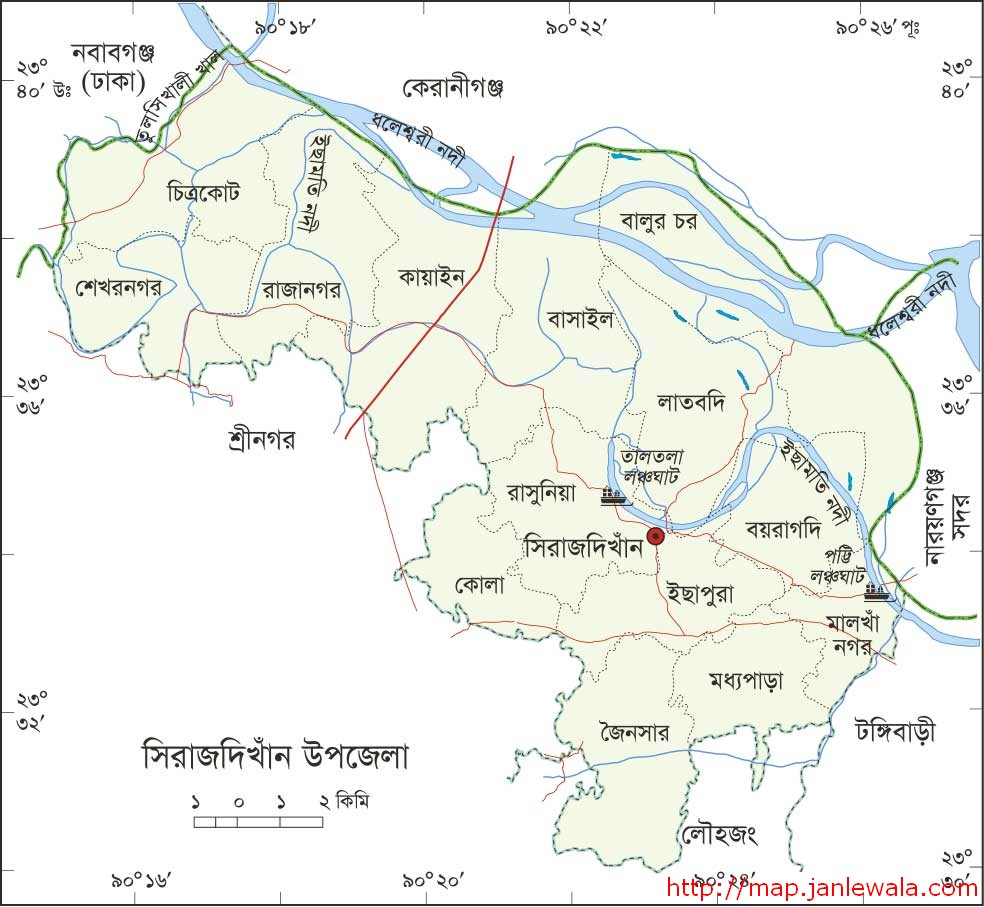 ৯০° ১৮′
৯০° ২২′
৯০° ২৬′ পূঃ
২৩°
৪০′ উঃ
নবাবগঞ্জ
(ঢাকা)
তুলসিখালী খাল
কেরানীগঞ্জ
২৩°
৪০′
ধলেশ্বরী নদী
ইছামতি নদী
চিত্রকোট
বালুর চর
শেখরনগর
রাজানগর
কায়াইন
বাসাইল
ধলেশ্বরী নদী
২৩°
৩৬′
লাতবদি
২৩°
৩৬′
শ্রীনগর
তালতলা
লঞ্চঘাট
ইছামতি নদী
রাসুনিয়া
নারায়ণগঞ্জ
সদর
বয়রাগদি
সিরাজদিখাঁন
পট্টি
লঞ্চঘাট
কোলা
ইছাপুরা
মালখাঁ
নগর
মধ্যপাড়া
২৩°
৩২′
জৈনসার
টঙ্গিবাড়ী
সিরাজদিখাঁন উপজেলা
১ ০ ১ ২ কিমি
লৌহজং
২৩°
৩০′
৯০° ১৬′
৯০° ২০′
৯০° ২৪′
http://map.janlewala.com